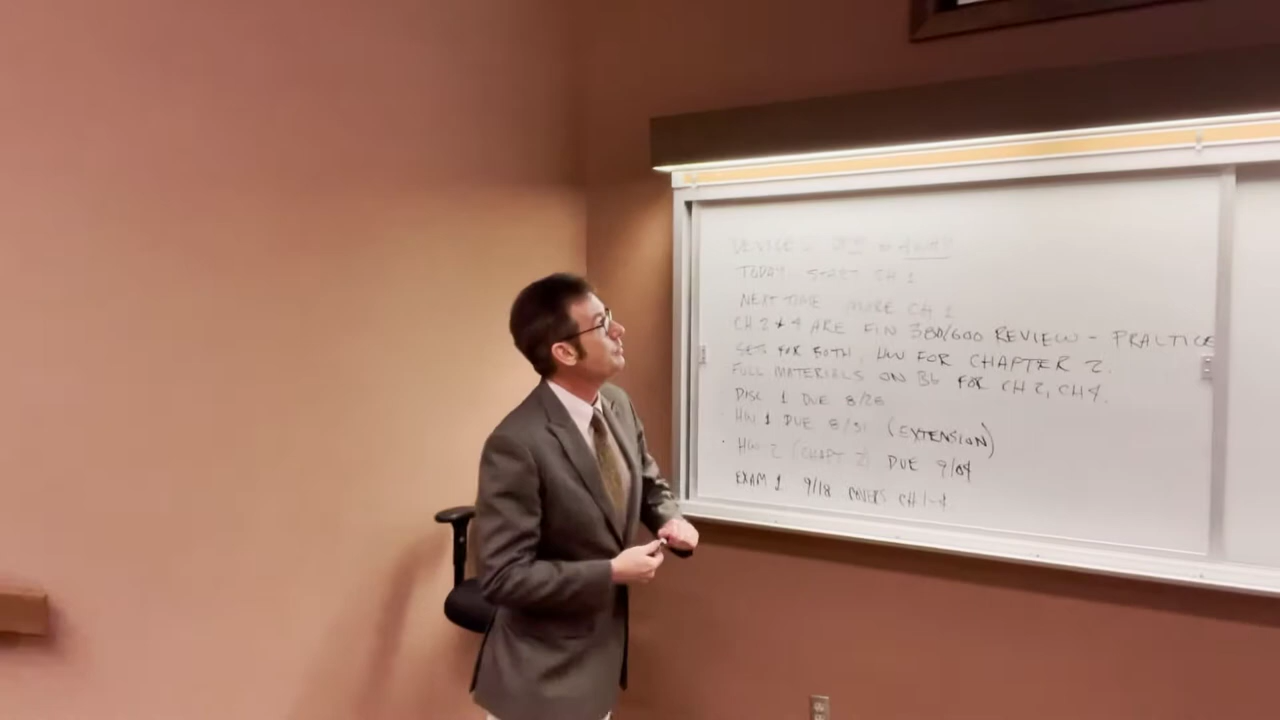 TODAY: START CH 1
NEXT TIME MORE CH 1
CH 2 & 4 ARE FIN 380/600 REVIEW - PRACTICE
SETS FOR BOTH, HW FOR CHAPTER 2.
FULL MATERIALS ON Bb FOR CH 2, CH 4.
DISC 1 DUE 8/28
HW 1 DUE 8/31 (EXTENSION)
HW 2 (CHAPT 2) DUE 9/04
EXAM 1 9/18 COVERS CH 1-4